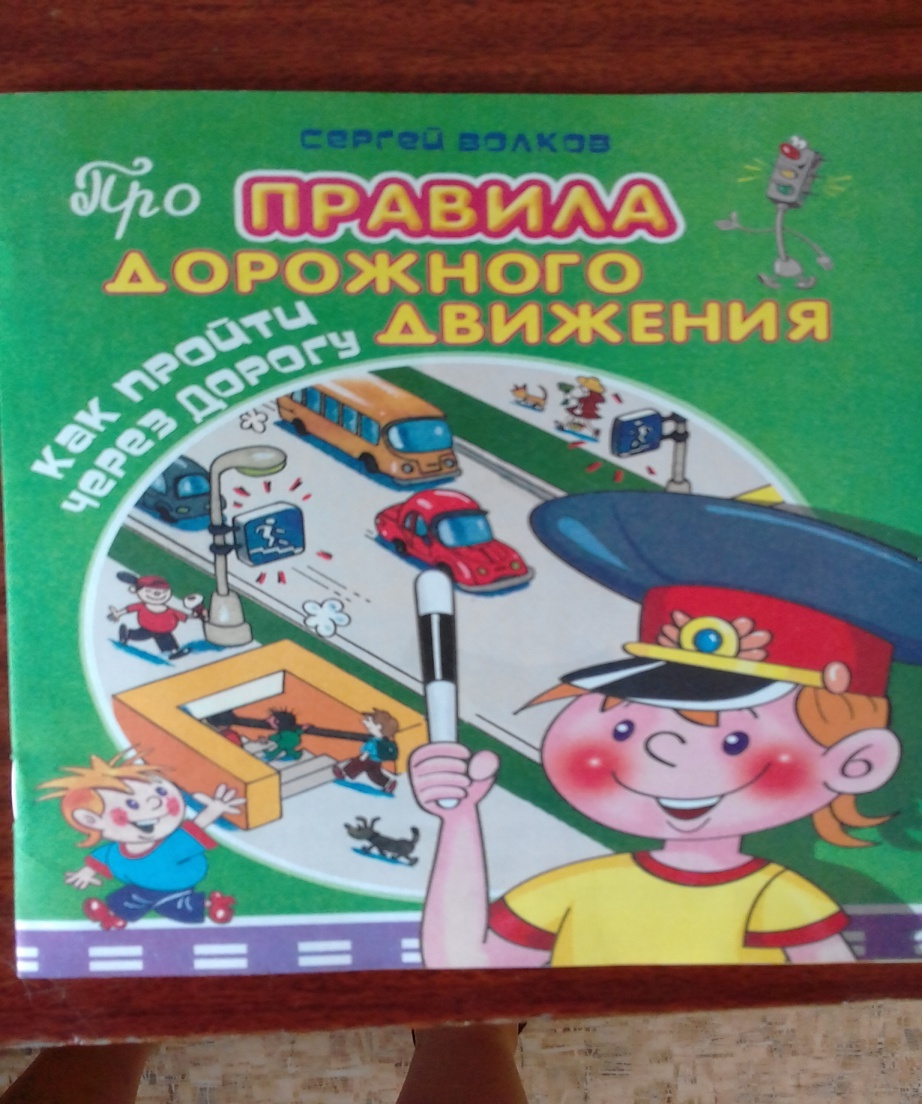 СЕРГЕЙ ВОЛКОВ
Про ПРАВИЛА
ДОРОЖНОГО
ДВИЖЕНИЯ
КАК ПРОЙТИ
ЧЕРЕЗ ДОРОГУ